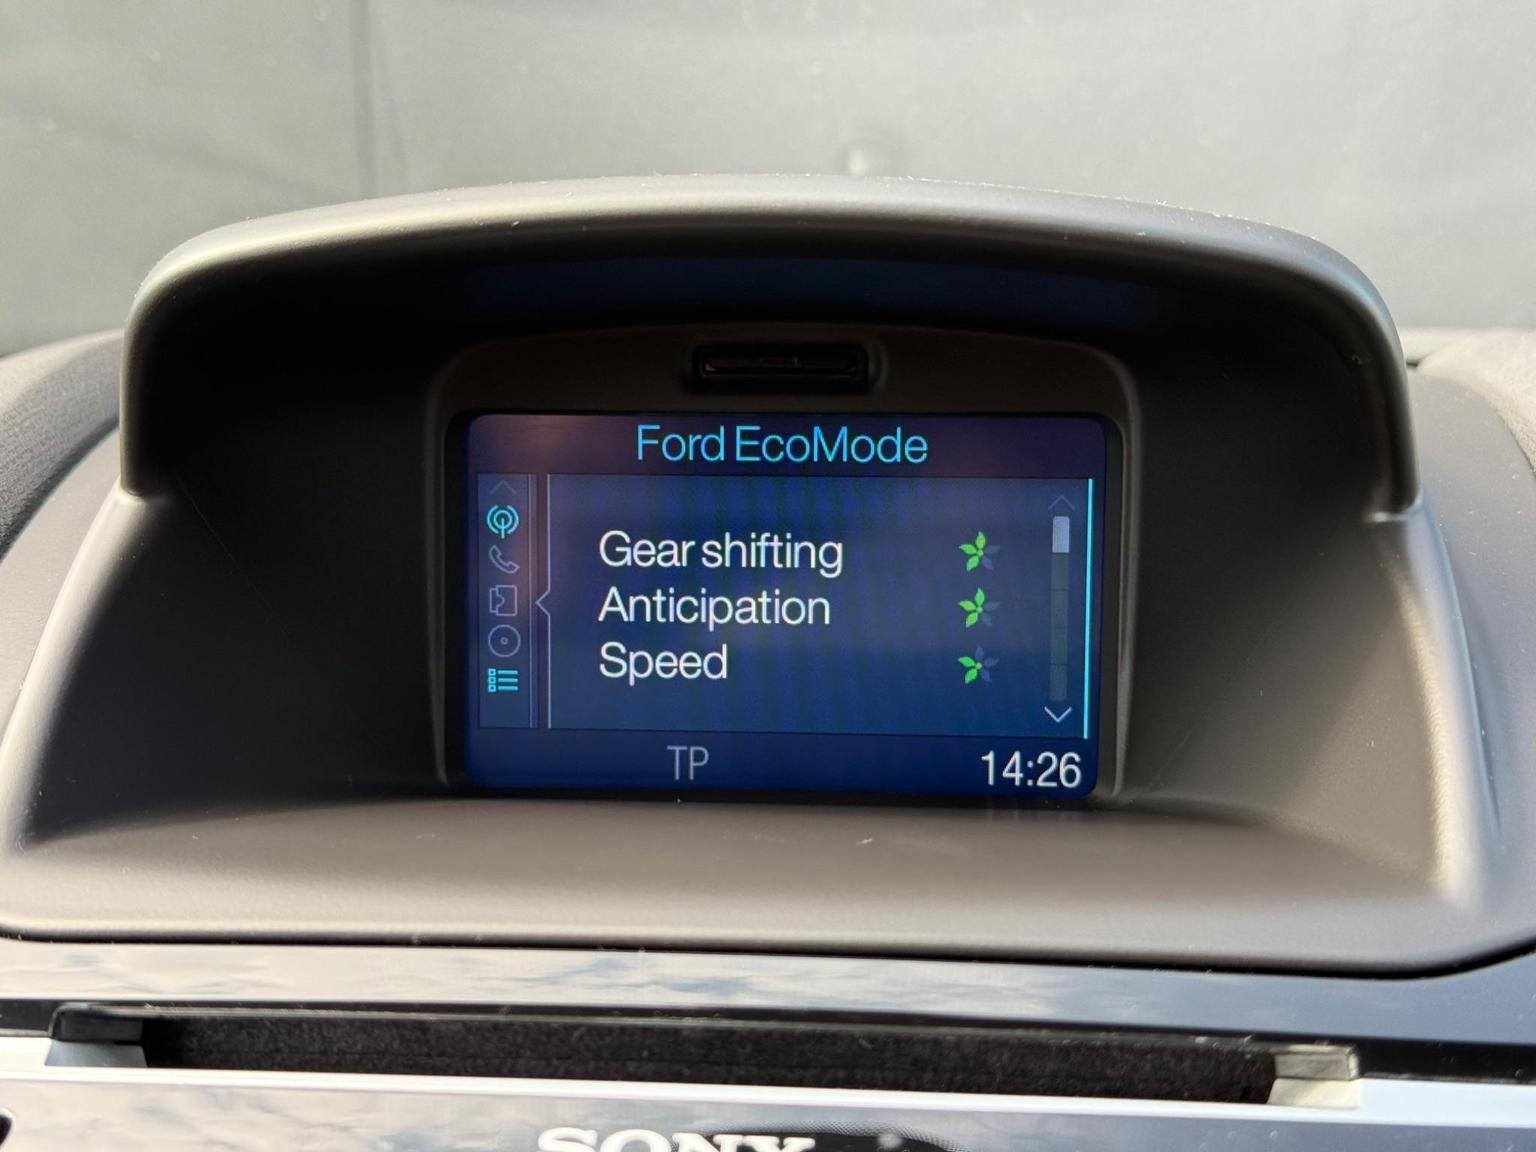 Ford EcoMode
Gear shifting
Anticipation
Speed
TP
14:26
SONY